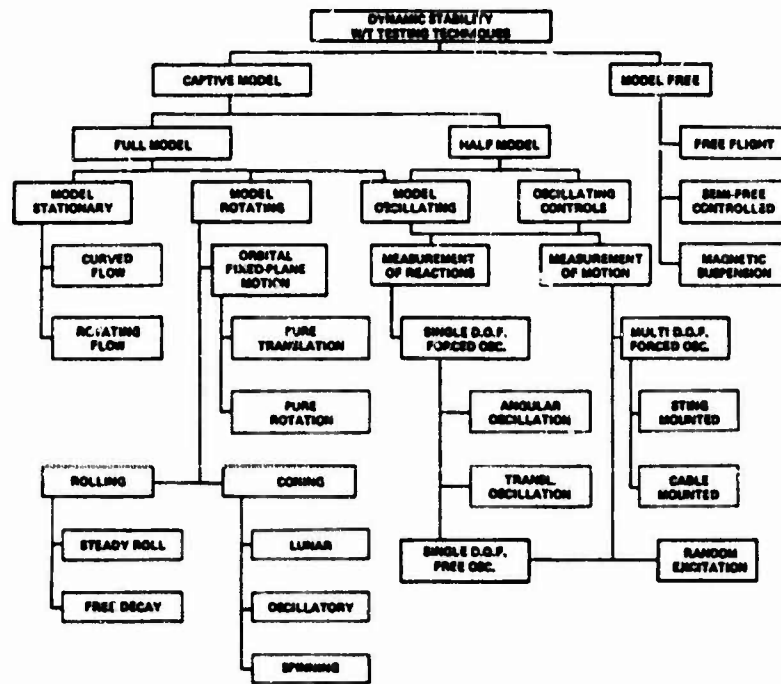 DYNAMIC STABILITY
W/T TESTING TECHNIQUES
CAPTIVE MODEL
MODEL FREE
FULL MODEL
HALF MODEL
FREE FLIGHT
MODEL
STATIONARY
MODEL
ROTATING
MODEL
OSCILLATING
OSCILLATING
CONTROLS
SEMI-FREE
CONTROLLED
CURVED
FLOW
ORBITAL
FIXED-PLANE
MOTION
MEASUREMENT
OF REACTIONS
MEASUREMENT
OF MOTION
MAGNETIC
SUSPENSION
ROTATING
FLOW
PURE
TRANSLATION
SINGLE D.O.F.
FORCED OSC.
MULTI D.O.F.
FORCED OSC.
PURE
ROTATION
ANGULAR
OSCILLATION
STING
MOUNTED
ROLLING
CONING
TRANSL.
OSCILLATION
CABLE
MOUNTED
STEADY ROLL
LUNAR
SINGLE D.O.F.
FREE OSC.
RANDOM
EXCITATION
FREE DECAY
OSCILLATORY
SPINNING